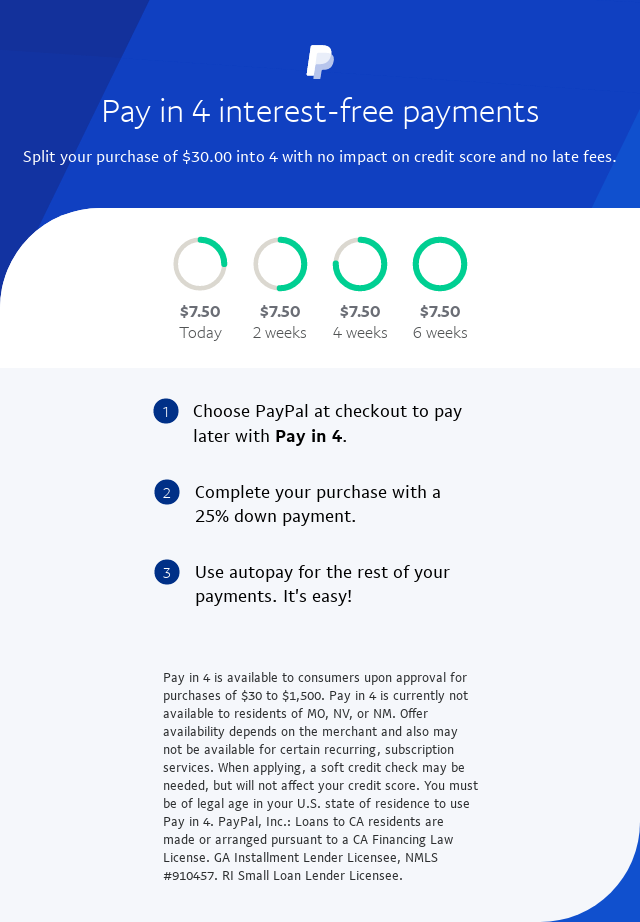 Pay in 4 interest-free payments
Split your purchase of $30.00 into 4 with no impact on credit score and no late fees.
$7.50 $7.50 $7.50 $7.50
Today 2 weeks 4 weeks 6 weeks
1 Choose PayPal at checkout to pay
later with Pay in 4.
2 Complete your purchase with a
25% down payment.
3 Use autopay for the rest of your
payments. It's easy!
Pay in 4 is available to consumers upon approval for
purchases of $30 to $1,500. Pay in 4 is currently not
available to residents of MO, NV, or NM. Offer
availability depends on the merchant and also may
not be available for certain recurring, subscription
services. When applying, a soft credit check may be
needed, but will not affect your credit score. You must
be of legal age in your U.S. state of residence to use
Pay in 4. PayPal, Inc.: Loans to CA residents are
made or arranged pursuant to a CA Financing Law
License. GA Installment Lender Licensee, NMLS
#910457. RI Small Loan Lender Licensee.